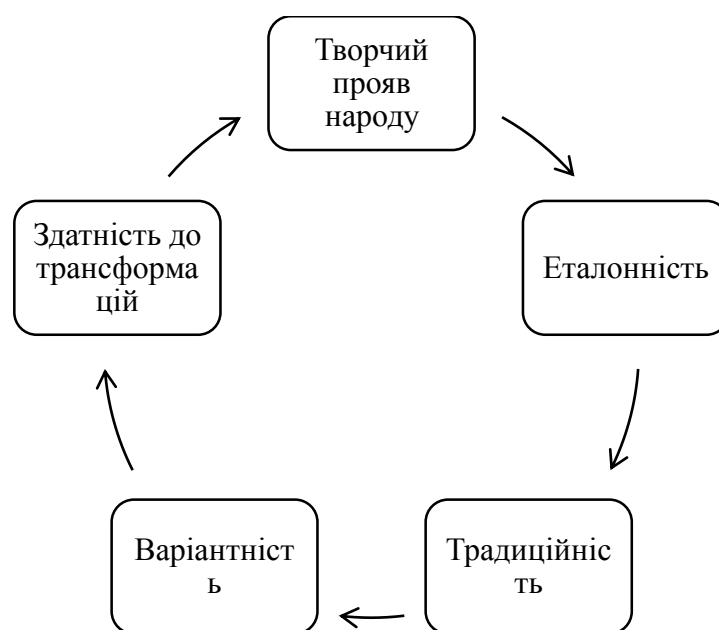 Творчий
прояв
народу
Еталонність
Традиційніс
ть
Варіантніст
ь
Здатність до
трансформа
цій